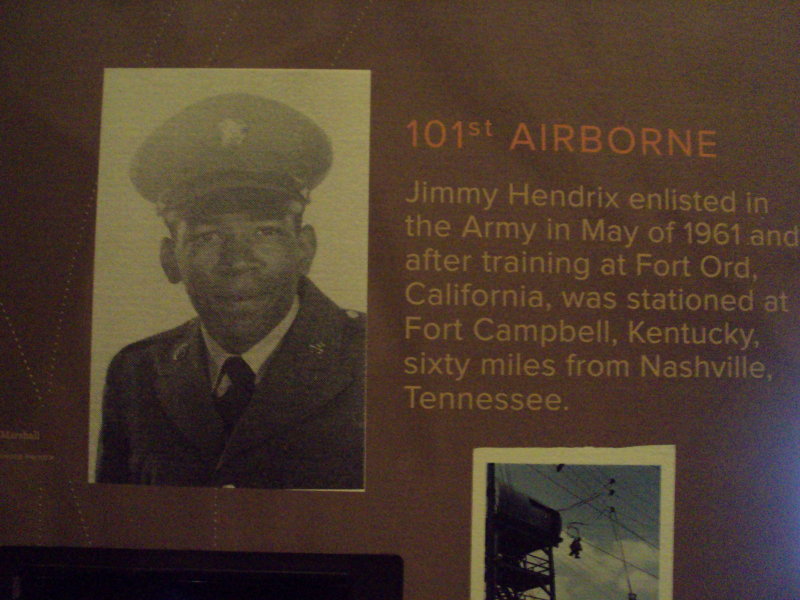 101st AIRBORNE
Jimmy Hendrix enlisted in
the Army in May of 1961 and
after training at Fort Ord,
California, was stationed at
Fort Campbell, Kentucky,
sixty miles from Nashville,
Tennessee.
Marshall